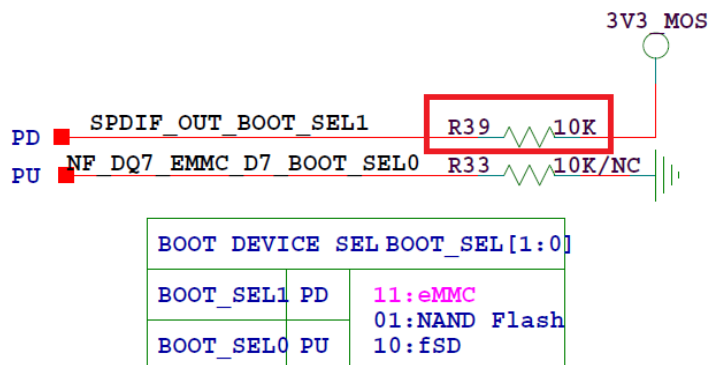 3V3_MOS
PD SPDIF_OUT_BOOT_SEL1 R39 10K
PU NF_DQ7_EMMC_D7_BOOT_SEL0 R33 10K/NC
BOOT DEVICE SEL BOOT_SEL[1:0]
BOOT_SEL1 PD 11:eMMC
01:NAND Flash
BOOT_SEL0 PU 10:fSD